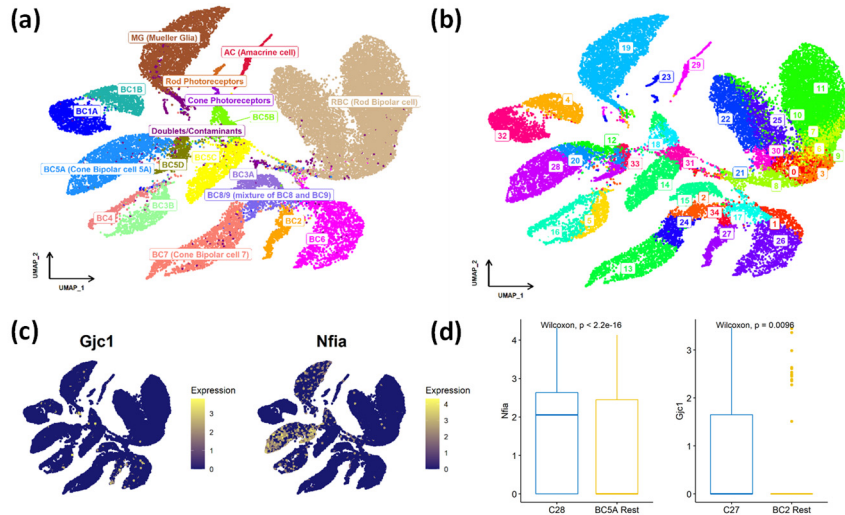 (a)
MG (Mueller Glia)
AC (Amacrine cell)
Rod Photoreceptors
Cone Photoreceptors
RBC (Rod Bipolar cell)
BC1B
BC1A
BC5B
Doublets/Contaminants
BC5A (Cone Bipolar cell 5A)
BC5D
BC3A
BC8/9 (mixture of BC8 and BC9)
BC4
BC3B
BC2
BC6
BC7 (Cone Bipolar cell 7)
UMAP_2
UMAP_1
(b)
19
29
23
11
4
32
22
25
10
12
18
30
9
28
20
33
31
21
0
3
8
14
15
2
16
24
34
17
1
27
26
13
UMAP_2
UMAP_1
(c)
Gjc1
Expression
3
2
1
0
Nfia
Expression
4
3
2
1
0
(d)
Wilcoxon, p < 2.2e-16
Nfia
4
3
2
1
0
C28
BC5A Rest
Wilcoxon, p = 0.0096
Gjc1
3
2
1
0
C27
BC2 Rest